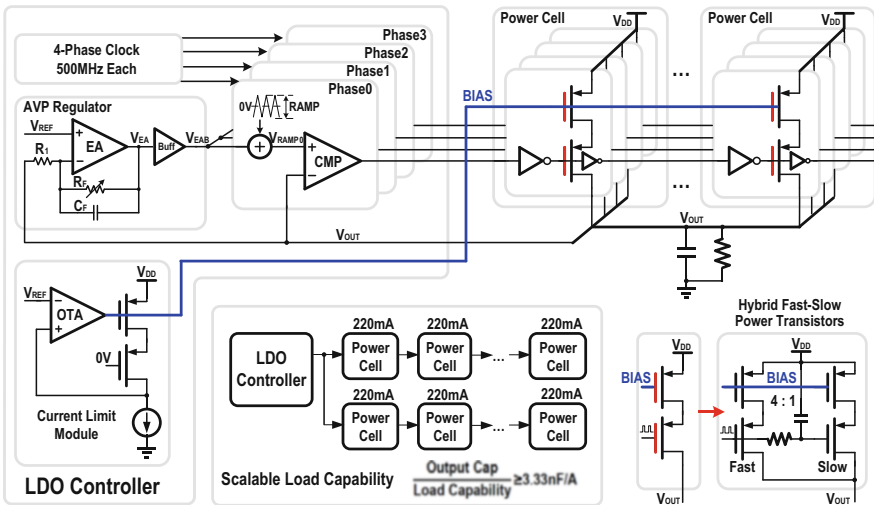 4-Phase Clock
500MHz Each
Phase3
Phase2
Phase1
Phase0
Power Cell
VDD
...
Power Cell
VDD
AVP Regulator
VREF
+
−
EA
VEA
Buff
VEAB
R1
RF
CF
0V
RAMP
+
VRAMP0
+
−
CMP
BIAS
...
VOUT
VOUT
VREF
−
+
OTA
VDD
0V
Current Limit
Module
LDO Controller
LDO
Controller
220mA
Power
Cell
220mA
Power
Cell
...
220mA
Power
Cell
220mA
Power
Cell
220mA
Power
Cell
...
220mA
Power
Cell
Scalable Load Capability
Output Cap
Load Capability
≥3.33nF/A
Hybrid Fast-Slow
Power Transistors
VDD
BIAS
VOUT
VDD
BIAS
4 : 1
Fast
Slow
VOUT